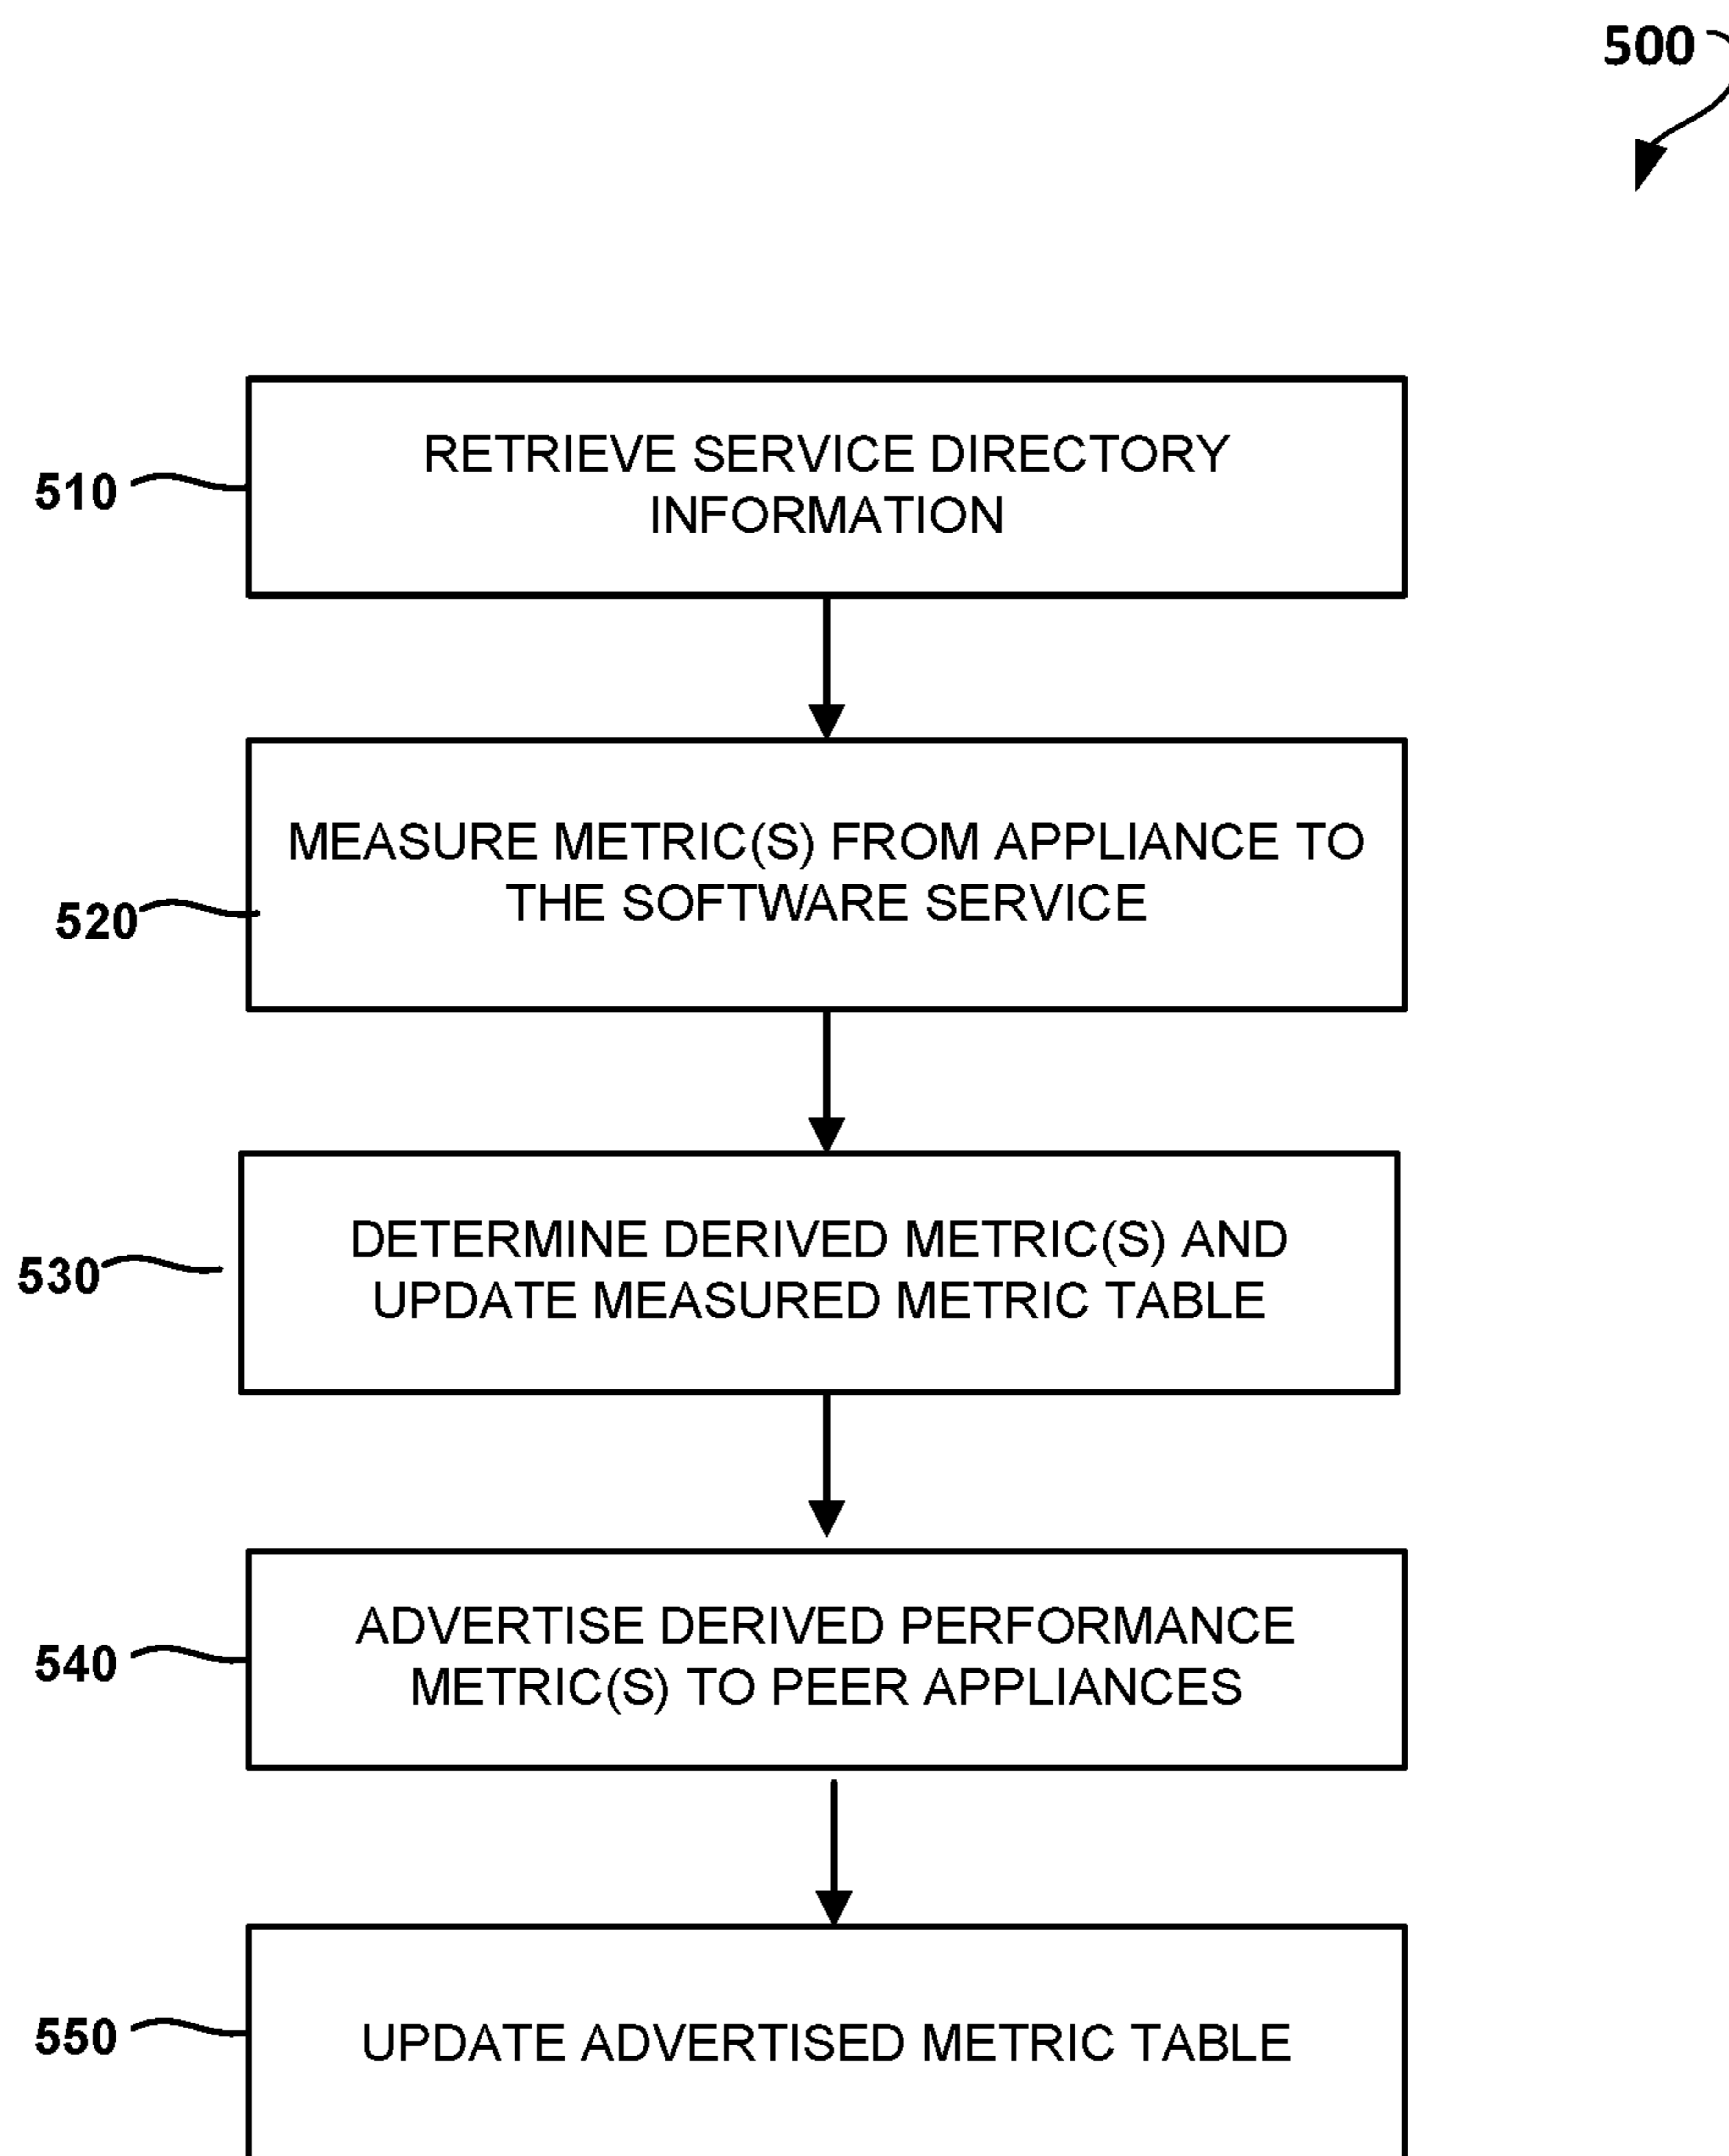 500
RETRIEVE SERVICE DIRECTORY
INFORMATION
510
MEASURE METRIC(S) FROM APPLIANCE TO
THE SOFTWARE SERVICE
520
DETERMINE DERIVED METRIC(S) AND
UPDATE MEASURED METRIC TABLE
530
ADVERTISE DERIVED PERFORMANCE
METRIC(S) TO PEER APPLIANCES
540
UPDATE ADVERTISED METRIC TABLE
550